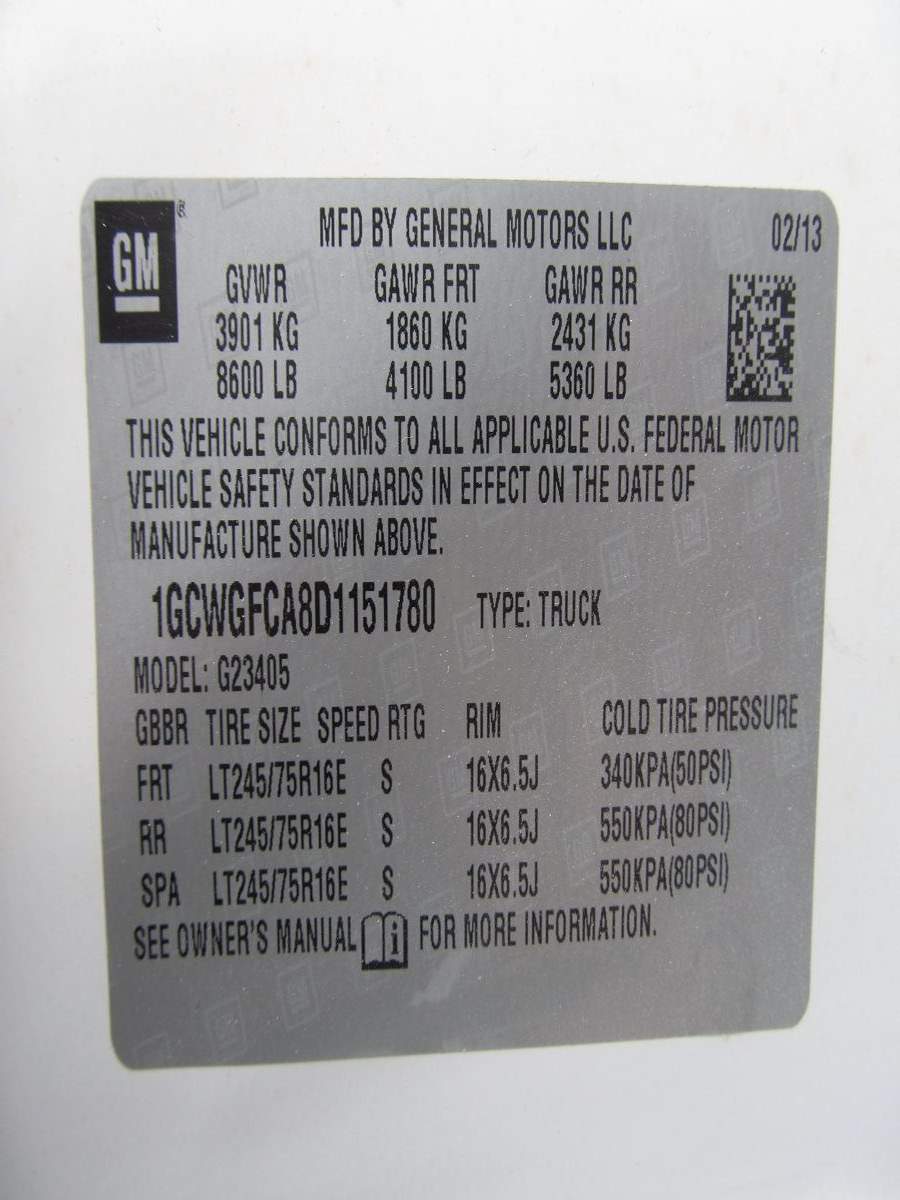 GM
MFD BY GENERAL MOTORS LLC 02/13
GVWR GAWR FRT GAWR RR
3901 KG 1860 KG 2431 KG
8600 LB 4100 LB 5360 LB
THIS VEHICLE CONFORMS TO ALL APPLICABLE U.S. FEDERAL MOTOR
VEHICLE SAFETY STANDARDS IN EFFECT ON THE DATE OF
MANUFACTURE SHOWN ABOVE.
1GCWGFCA8D1151780 TYPE: TRUCK
MODEL: G23405
GBBR TIRE SIZE SPEED RTG RIM COLD TIRE PRESSURE
FRT LT245/75R16E S 16X6.5J 340KPA(50PSI)
RR LT245/75R16E S 16X6.5J 550KPA(80PSI)
SPA LT245/75R16E S 16X6.5J 550KPA(80PSI)
SEE OWNER'S MANUAL i FOR MORE INFORMATION.